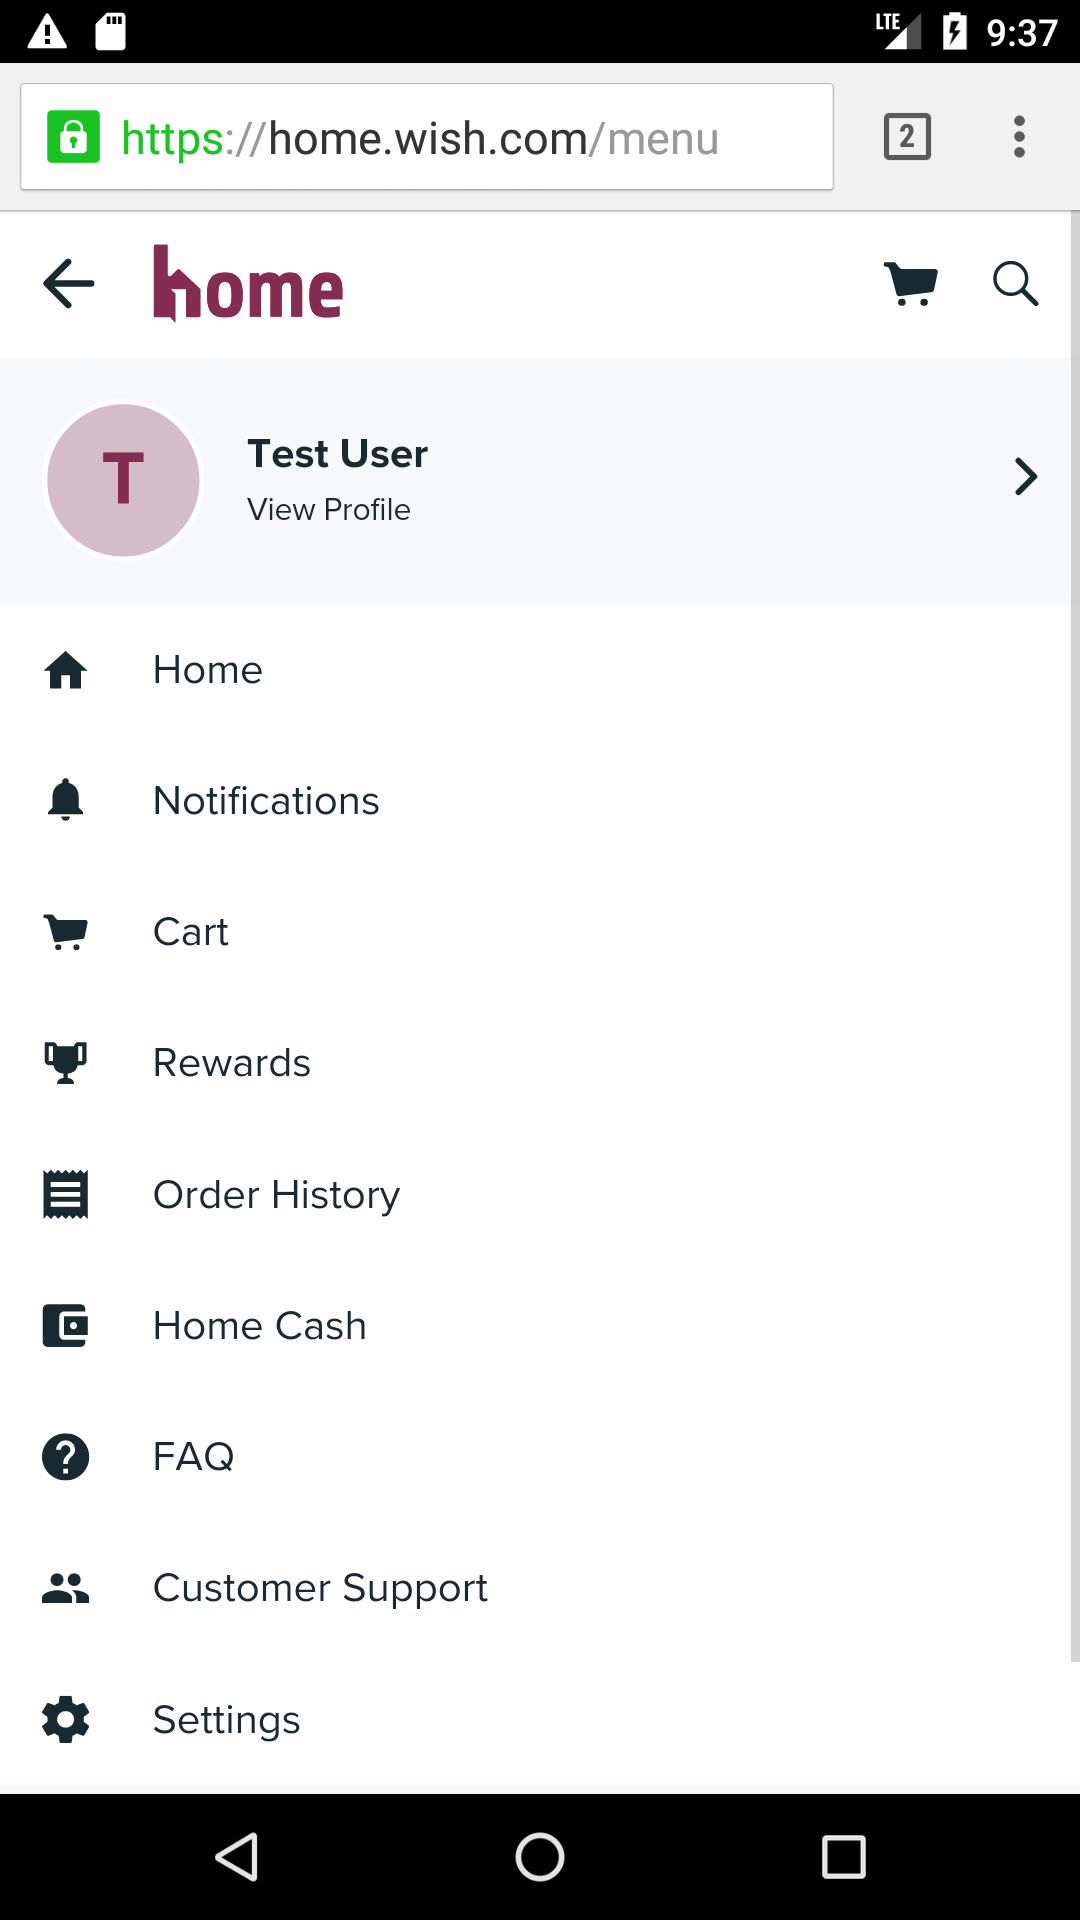 LTE 9:37
https://home.wish.com/menu 2
home
T
Test User
View Profile
Home
Notifications
Cart
Rewards
Order History
Home Cash
FAQ
Customer Support
Settings